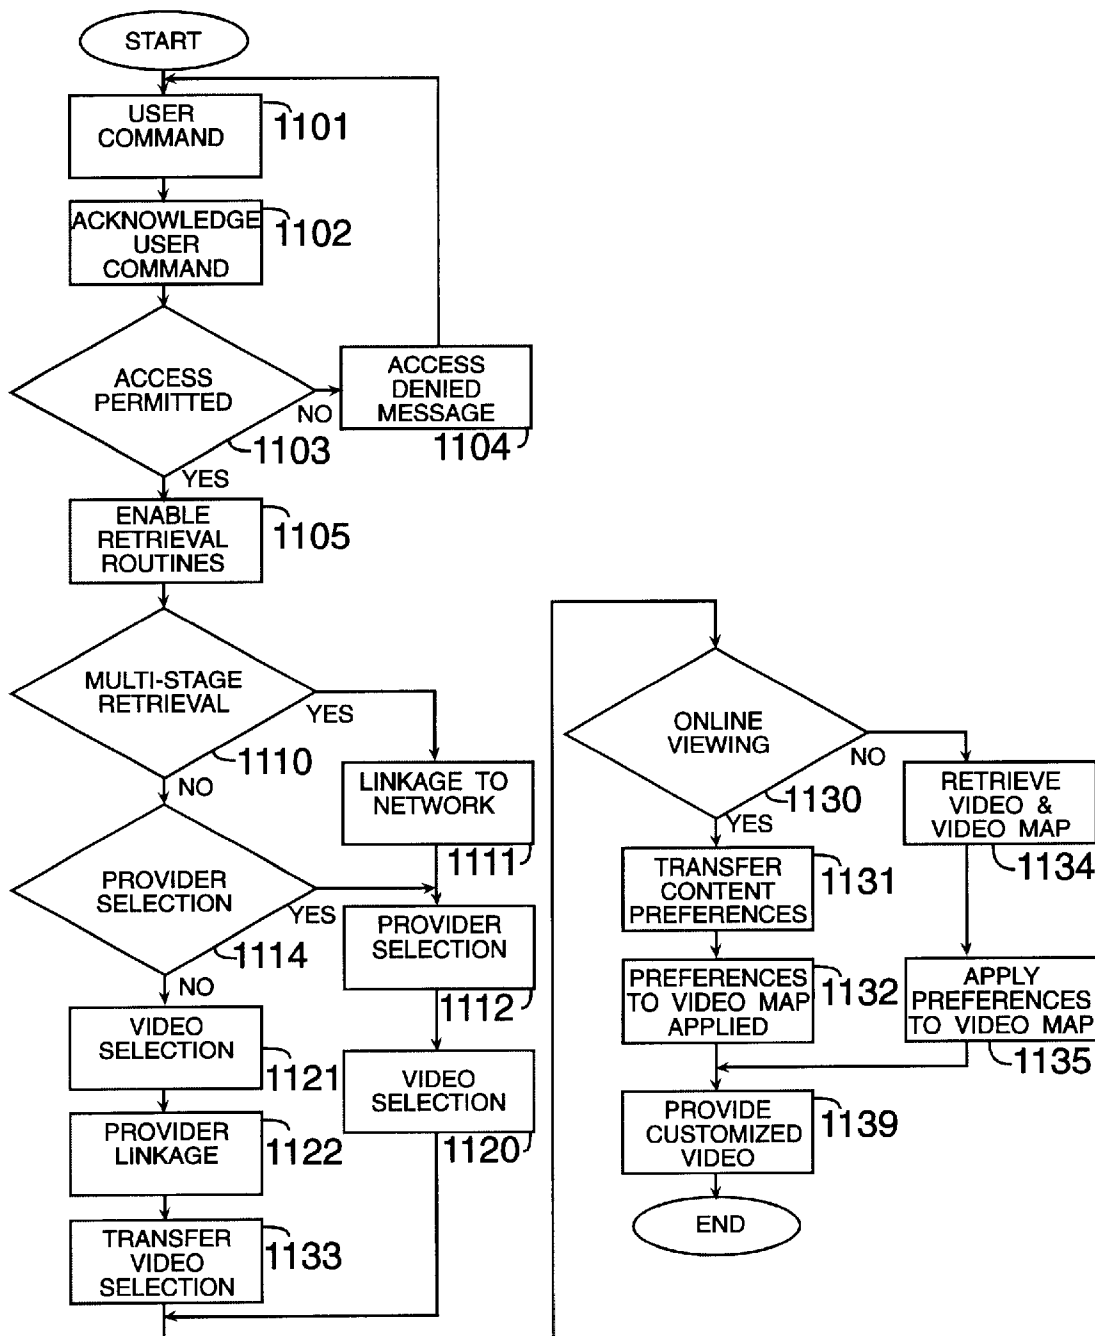 START
USER
COMMAND
1101
ACKNOWLEDGE
USER
COMMAND
1102
ACCESS
PERMITTED
1103
NO
YES
ACCESS
DENIED
MESSAGE
1104
ENABLE
RETRIEVAL
ROUTINES
1105
MULTI-STAGE
RETRIEVAL
1110
YES
NO
LINKAGE TO
NETWORK
1111
PROVIDER
SELECTION
1114
YES
NO
PROVIDER
SELECTION
1112
VIDEO
SELECTION
1121
VIDEO
SELECTION
1120
PROVIDER
LINKAGE
1122
TRANSFER
VIDEO
SELECTION
1133
ONLINE
VIEWING
1130
NO
YES
RETRIEVE
VIDEO &
VIDEO MAP
1134
TRANSFER
CONTENT
PREFERENCES
1131
PREFERENCES
TO VIDEO MAP
APPLIED
1132
APPLY
PREFERENCES
TO VIDEO MAP
1135
PROVIDE
CUSTOMIZED
VIDEO
1139
END